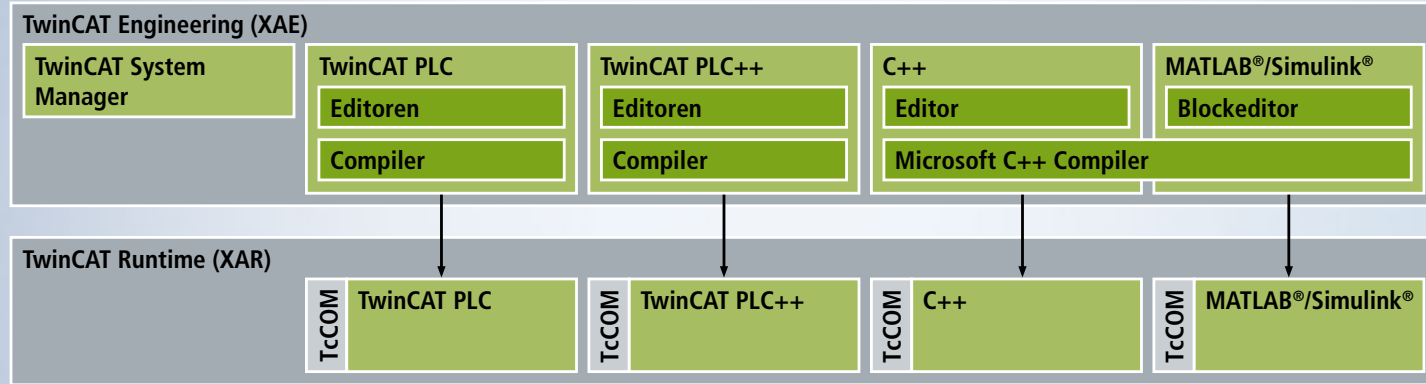 TwinCAT Engineering (XAE)
TwinCAT System
Manager
TwinCAT PLC
Editoren
Compiler
TwinCAT PLC++
Editoren
Compiler
C++
Editor
MATLAB®/Simulink®
Blockeditor
Microsoft C++ Compiler
TwinCAT Runtime (XAR)
TcCOM
TwinCAT PLC
TcCOM
TwinCAT PLC++
TcCOM
C++
TcCOM
MATLAB®/Simulink®